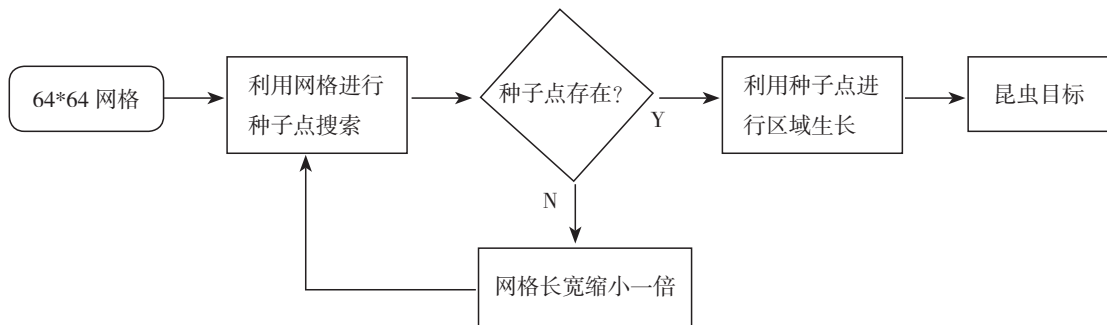 64*64 网格
利用网格进行
种子点搜索
种子点存在?
Y
利用种子点进
行区域生长
昆虫目标
N
网格长宽缩小一倍